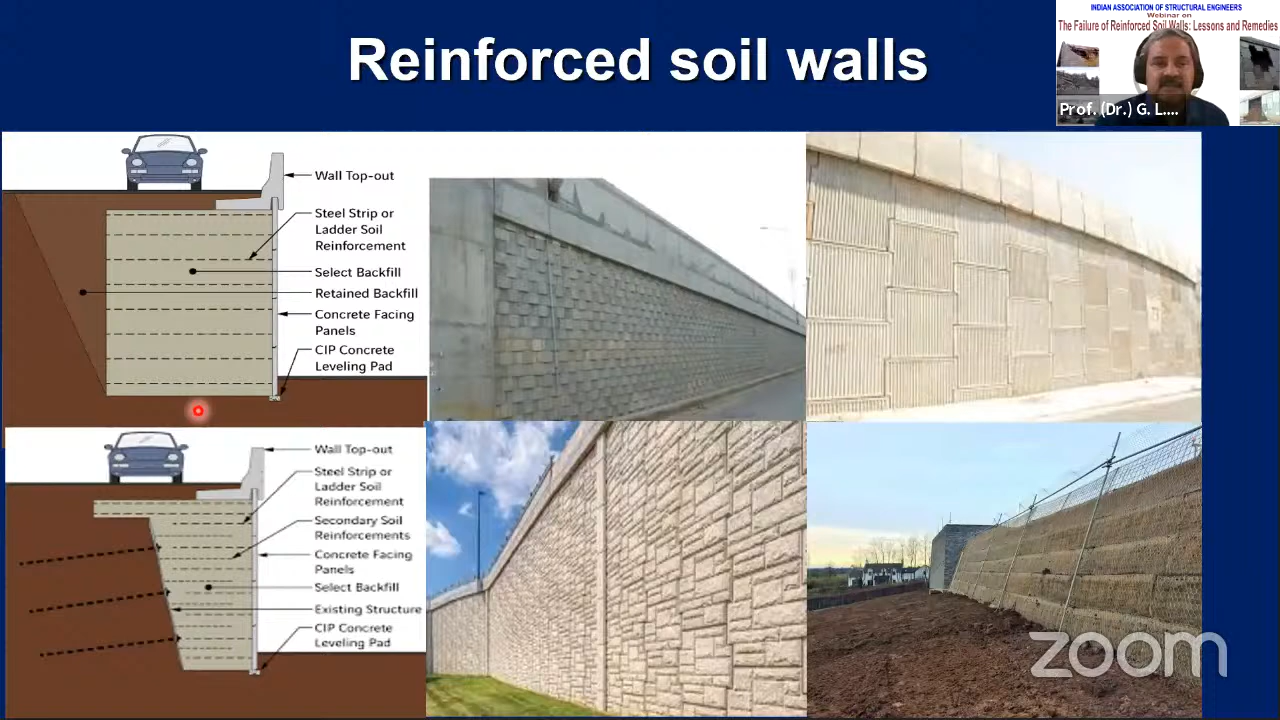 Reinforced soil walls
INDIAN ASSOCIATION OF STRUCTURAL ENGINEERS
Webinar on
The Failure of Reinforced Soil Walls: Lessons and Remedies
Prof. (Dr.) G. L....
Wall Top-out
Steel Strip or
Ladder Soil
Reinforcement
Select Backfill
Retained Backfill
Concrete Facing
Panels
CIP Concrete
Leveling Pad
Wall Top-out
Steel Strip or
Ladder Soil
Reinforcement
Secondary Soil
Reinforcements
Concrete Facing
Panels
Select Backfill
Existing Structure
CIP Concrete
Leveling Pad
zoom